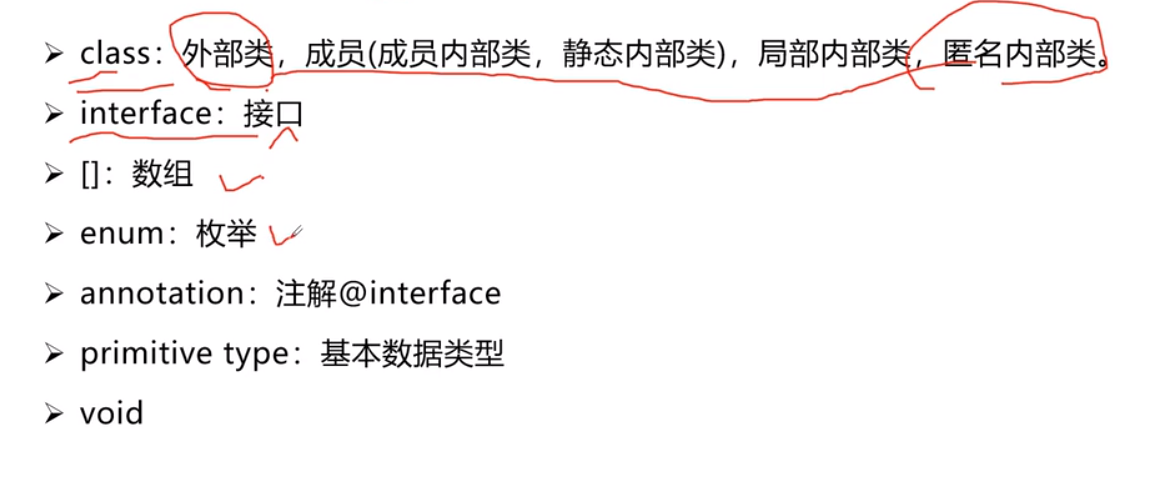 ➢ class：外部类，成员(成员内部类，静态内部类)，局部内部类，匿名内部类。
➢ interface：接口
➢ []：数组
➢ enum：枚举
➢ annotation：注解@interface
➢ primitive type：基本数据类型
➢ void